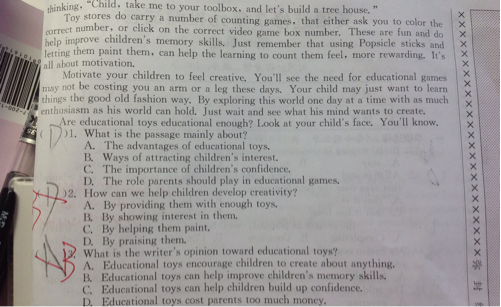 thinking, “Child, take me to your toolbox, and let's build a tree house.”
Toy stores do carry a number of counting games, that either ask you to color the
correct number, or click on the correct video game box number. These are fun and do
help improve children's memory skills. Just remember that using Popsicle sticks and
letting them paint them, can help the learning to count them feel, more rewarding. It's
all about motivation.
Motivate your children to feel creative. You'll see the need for educational games
may not be costing you an arm or a leg these days. Your child may just want to learn
things the good old fashion way. By exploring this world one day at a time with as much
enthusiasm as his world can hold. Just wait and see what his mind wants to create.
Are educational toys educational enough? Look at your child's face. You'll know.
(D)1. What is the passage mainly about?
A. The advantages of educational toys.
B. Ways of attracting children's interest.
C. The importance of children's confidence.
D. The role parents should play in educational games.
)2. How can we help children develop creativity?
A. By providing them with enough toys.
B. By showing interest in them.
C. By helping them paint.
D. By praising them.
B
What is the writer's opinion toward educational toys?
A. Educational toys encourage children to create about anything.
B. Educational toys can help improve children's memory skills.
C. Educational toys can help children build up confidence.
D. Educational toys cost parents too much money.